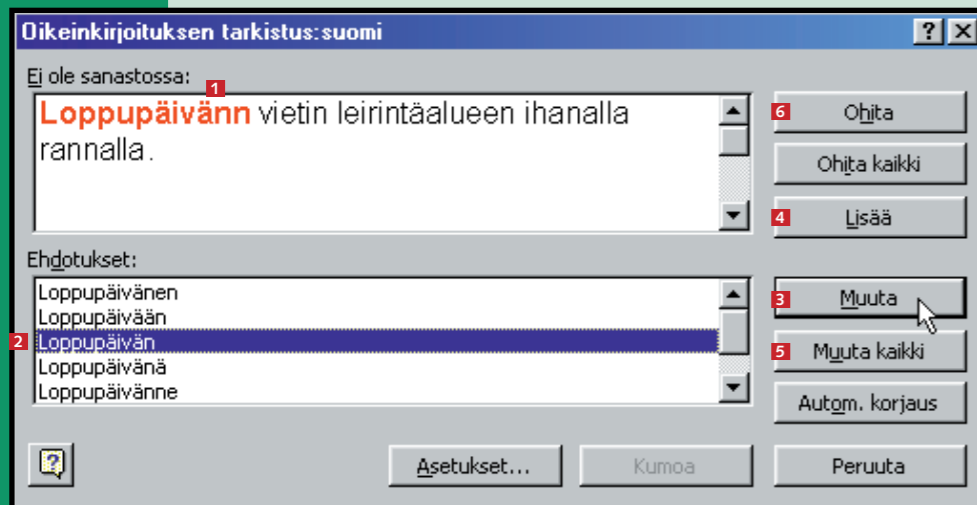 Oikeinkirjoituksen tarkistus:suomi
Ei ole sanastossa:
1
Loppupäivänn vietin leirintäalueen ihanalla
rannalla.
6 Ohita
Ohita kaikki
4 Lisää
Ehdotukset:
Loppupäivänen
Loppupäivään
2 Loppupäivän
Loppupäivänä
Loppupäivänne
3 Muuta
5 Muuta kaikki
Autom. korjaus
Asetukset...
Kumoa
Peruuta